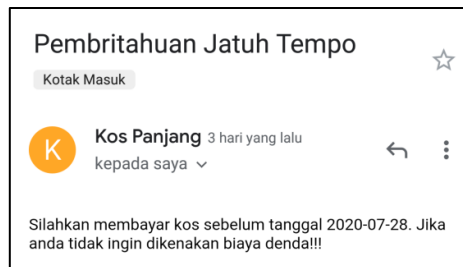 Pembritahuan Jatuh Tempo
Kotak Masuk
K
Kos Panjang 3 hari yang lalu
kepada saya
Silahkan membayar kos sebelum tanggal 2020-07-28. Jika
anda tidak ingin dikenakan biaya denda!!!